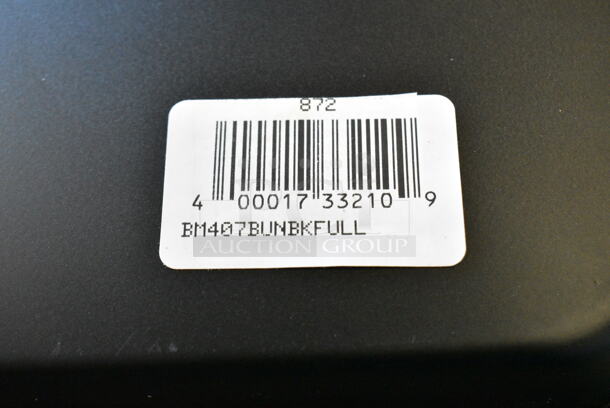 872
4 00017 33210 9
BM407BUNBKFULL
AUCTION GROUP